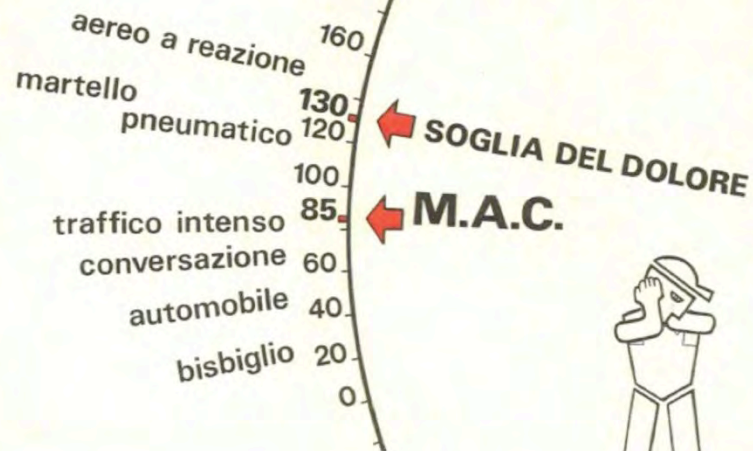 160
aereo a reazione
130
SOGLIA DEL DOLORE
martello
pneumatico 120
100
traffico intenso 85
M.A.C.
conversazione 60
automobile 40
bisbiglio 20
0